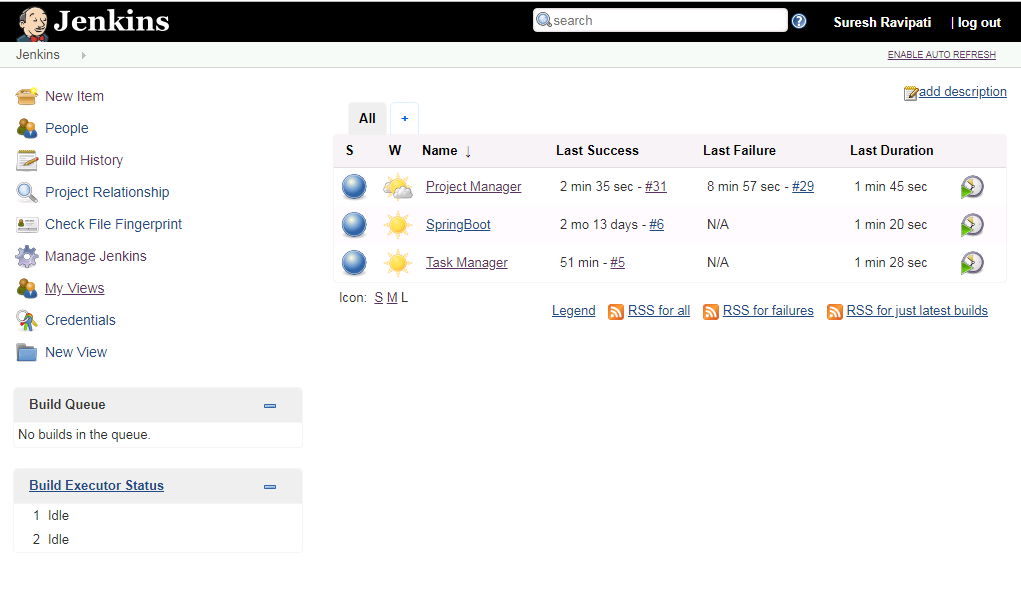 Jenkins
search
Suresh Ravipati | log out
Jenkins
ENABLE AUTO REFRESH
New Item
People
Build History
Project Relationship
Check File Fingerprint
Manage Jenkins
My Views
Credentials
New View
Build Queue
No builds in the queue.
Build Executor Status
1 Idle
2 Idle
add description
All +
S W Name ↓ Last Success Last Failure Last Duration
Project Manager 2 min 35 sec - #31 8 min 57 sec - #29 1 min 45 sec
SpringBoot 2 mo 13 days - #6 N/A 1 min 20 sec
Task Manager 51 min - #5 N/A 1 min 28 sec
Icon: S M L
Legend RSS for all RSS for failures RSS for just latest builds